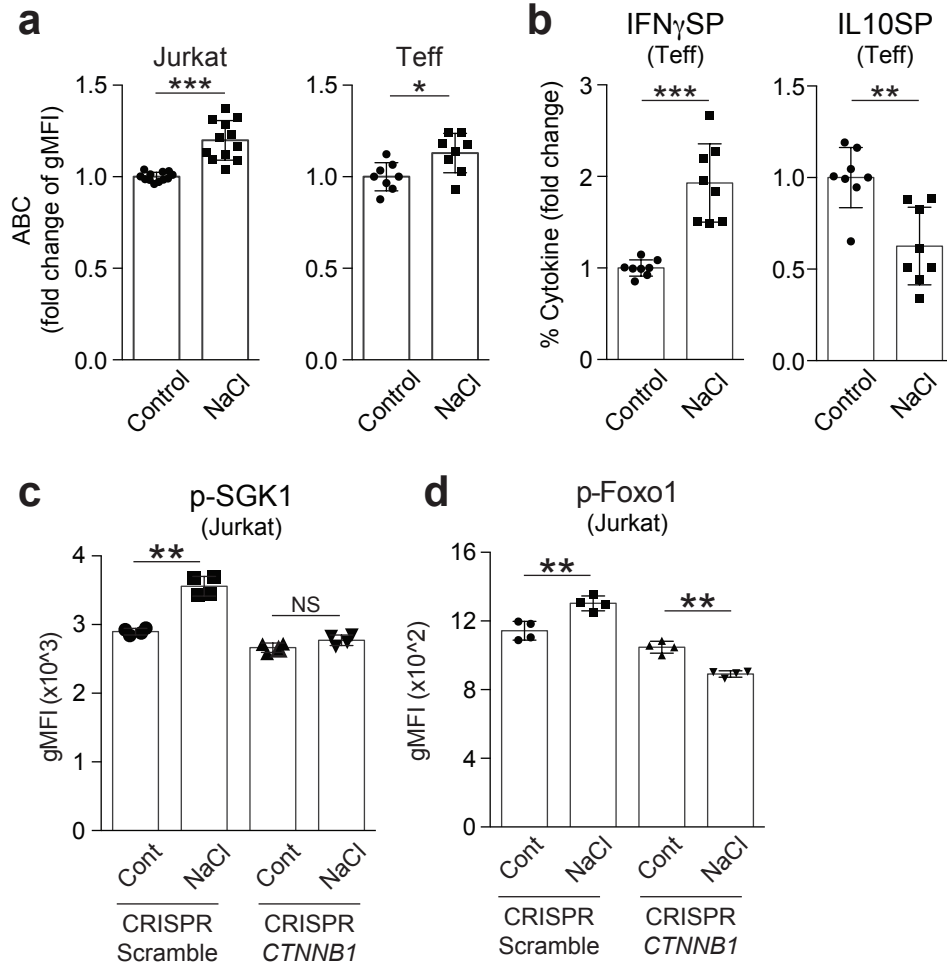 a
Jurkat
Teff
ABC
(fold change of gMFI)
1.5
1.0
0.5
0.0
***
Control
NaCl
1.5
1.0
0.5
0.0
*
Control
NaCl
b
IFNγSP
(Teff)
IL10SP
(Teff)
% Cytokine (fold change)
3
2
1
0
***
Control
NaCl
1.5
1.0
0.5
0.0
**
Control
NaCl
c
p-SGK1
(Jurkat)
gMFI (x10^3)
4
3
2
1
0
**
NS
Cont
NaCl
Cont
NaCl
CRISPR
Scramble
CRISPR
CTNNB1
d
p-Foxo1
(Jurkat)
gMFI (x10^2)
16
12
8
4
0
**
**
Cont
NaCl
Cont
NaCl
CRISPR
Scramble
CRISPR
CTNNB1